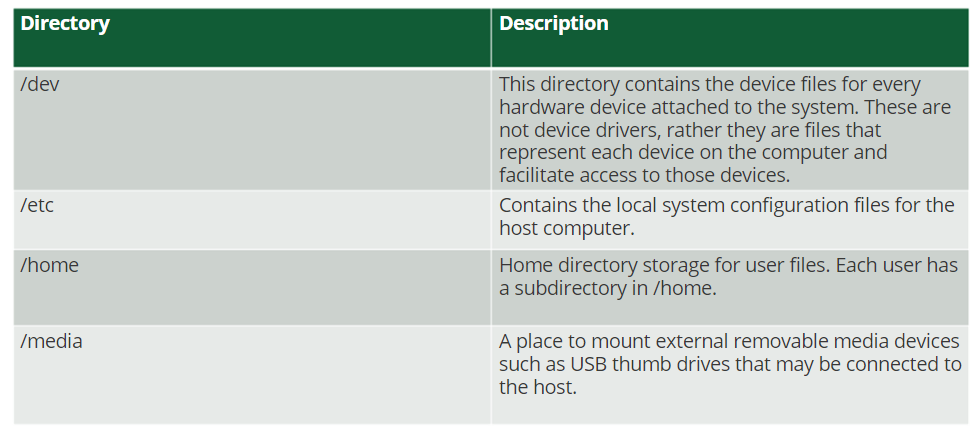 Directory
Description
/dev
This directory contains the device files for every
hardware device attached to the system. These are
not device drivers, rather they are files that
represent each device on the computer and
facilitate access to those devices.
/etc
Contains the local system configuration files for the
host computer.
/home
Home directory storage for user files. Each user has
a subdirectory in /home.
/media
A place to mount external removable media devices
such as USB thumb drives that may be connected to
the host.